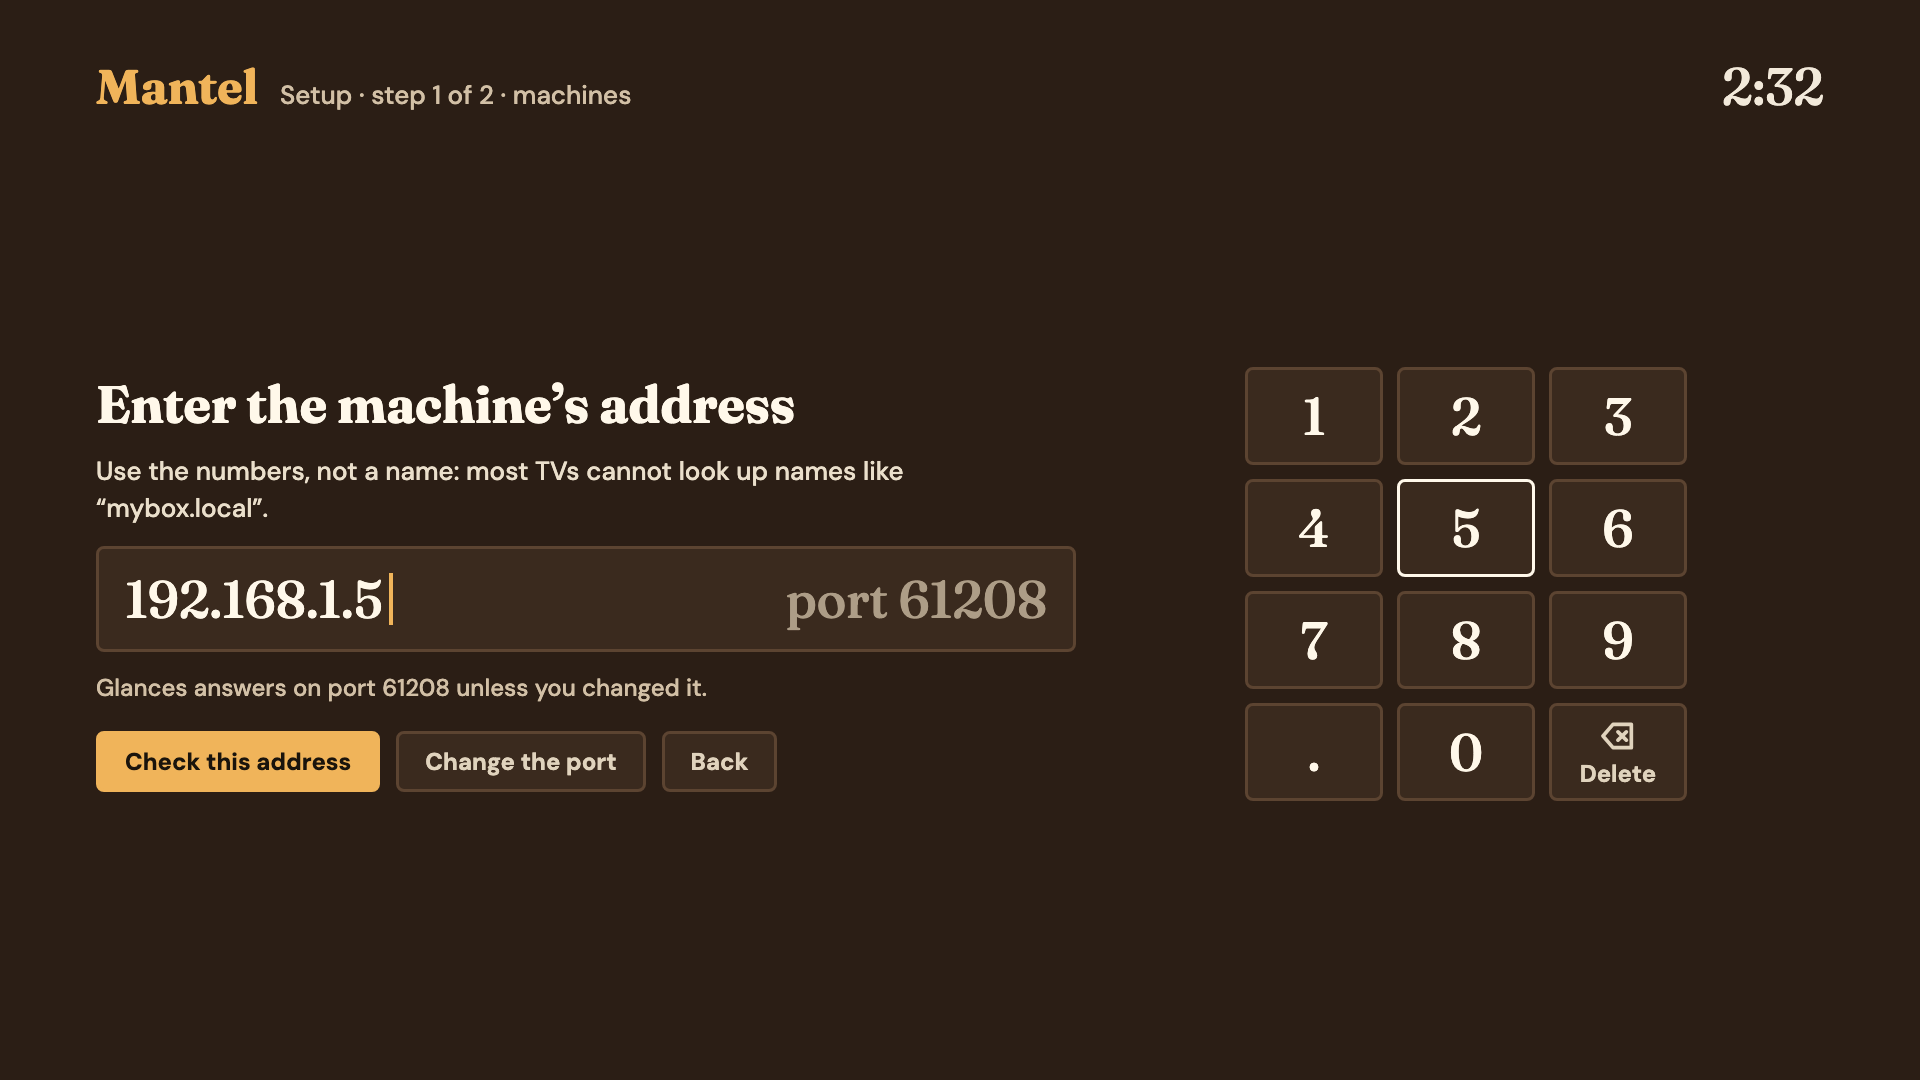 Mantel
Setup · step 1 of 2 · machines
2:32
Enter the machine’s address
Use the numbers, not a name: most TVs cannot look up names like
“mybox.local”.
192.168.1.5
port 61208
Glances answers on port 61208 unless you changed it.
Check this address
Change the port
Back
1 2 3
4 5 6
7 8 9
. 0 Delete